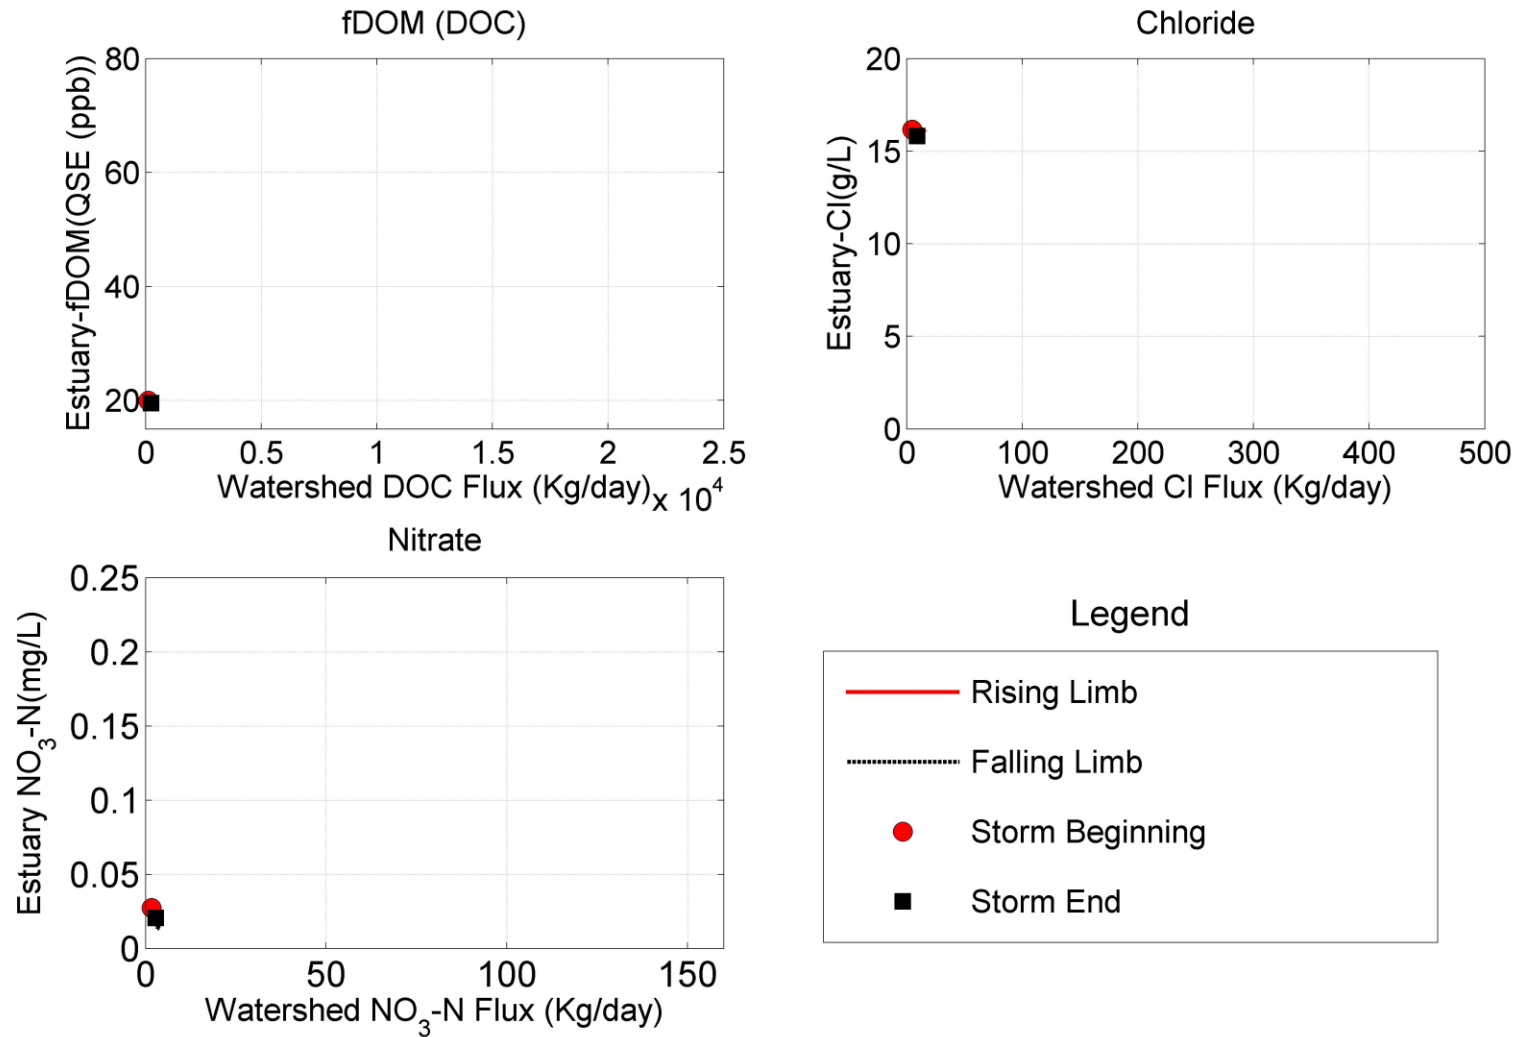 fDOM (DOC)
80
60
40
20
Estuary-fDOM(QSE (ppb))
0 0.5 1 1.5 2 2.5
Watershed DOC Flux (Kg/day)
x 10⁴
Chloride
20
15
10
5
0
Estuary-Cl(g/L)
0 100 200 300 400 500
Watershed Cl Flux (Kg/day)
Nitrate
0.25
0.2
0.15
0.1
0.05
0
Estuary NO₃-N(mg/L)
0 50 100 150
Watershed NO₃-N Flux (Kg/day)
Legend
Rising Limb
Falling Limb
Storm Beginning
Storm End